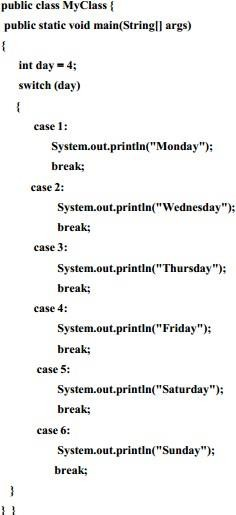 public class MyClass {
public static void main(String[] args)
{
int day = 4;
switch (day)
{
case 1:
System.out.println("Monday");
break;
case 2:
System.out.println("Wednesday");
break;
case 3:
System.out.println("Thursday");
break;
case 4:
System.out.println("Friday");
break;
case 5:
System.out.println("Saturday");
break;
case 6:
System.out.println("Sunday");
break;
}
} }